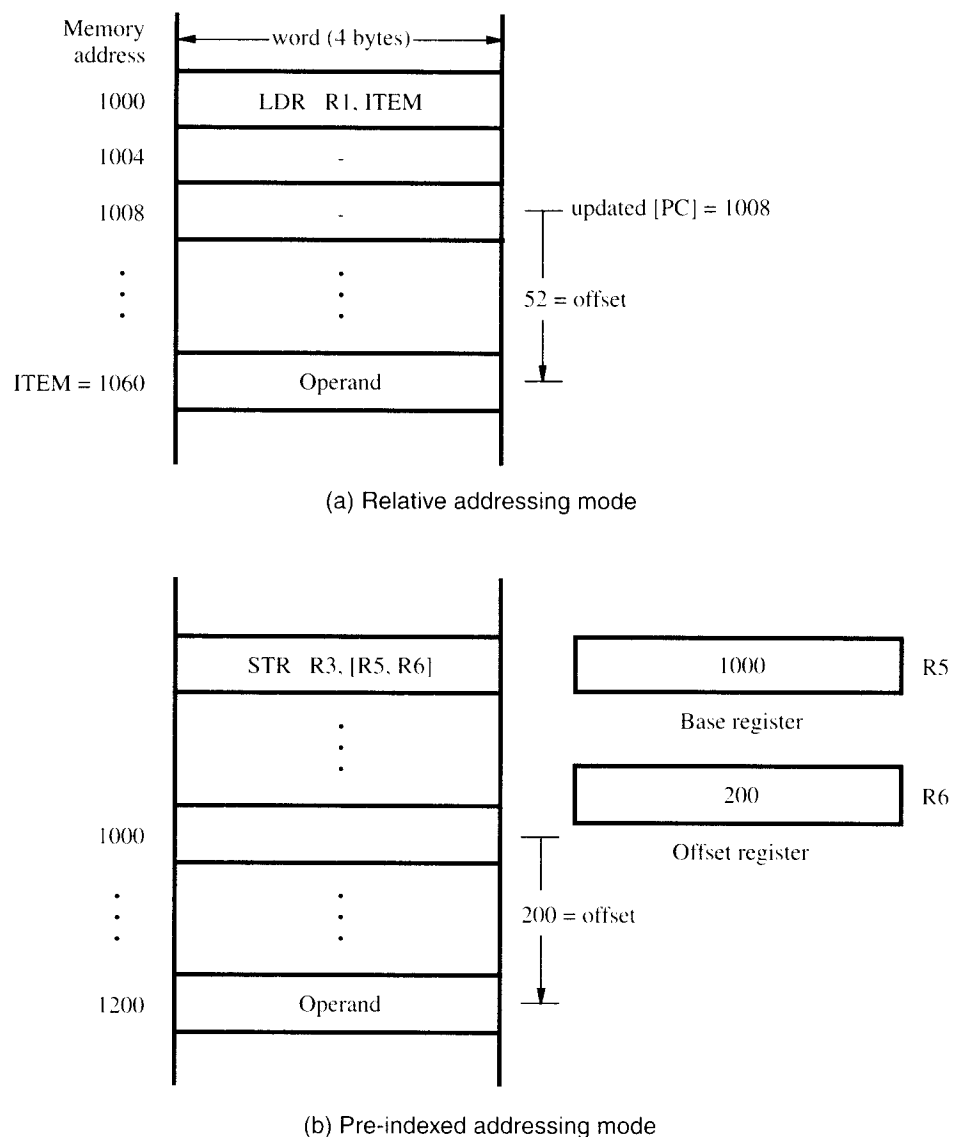 Memory
address
word (4 bytes)
1000
LDR R1, ITEM
1004
-
1008
-
updated [PC] = 1008
52 = offset
ITEM = 1060
Operand
(a) Relative addressing mode
STR R3, [R5, R6]
1000
R5
Base register
200
R6
Offset register
1000
200 = offset
1200
Operand
(b) Pre-indexed addressing mode